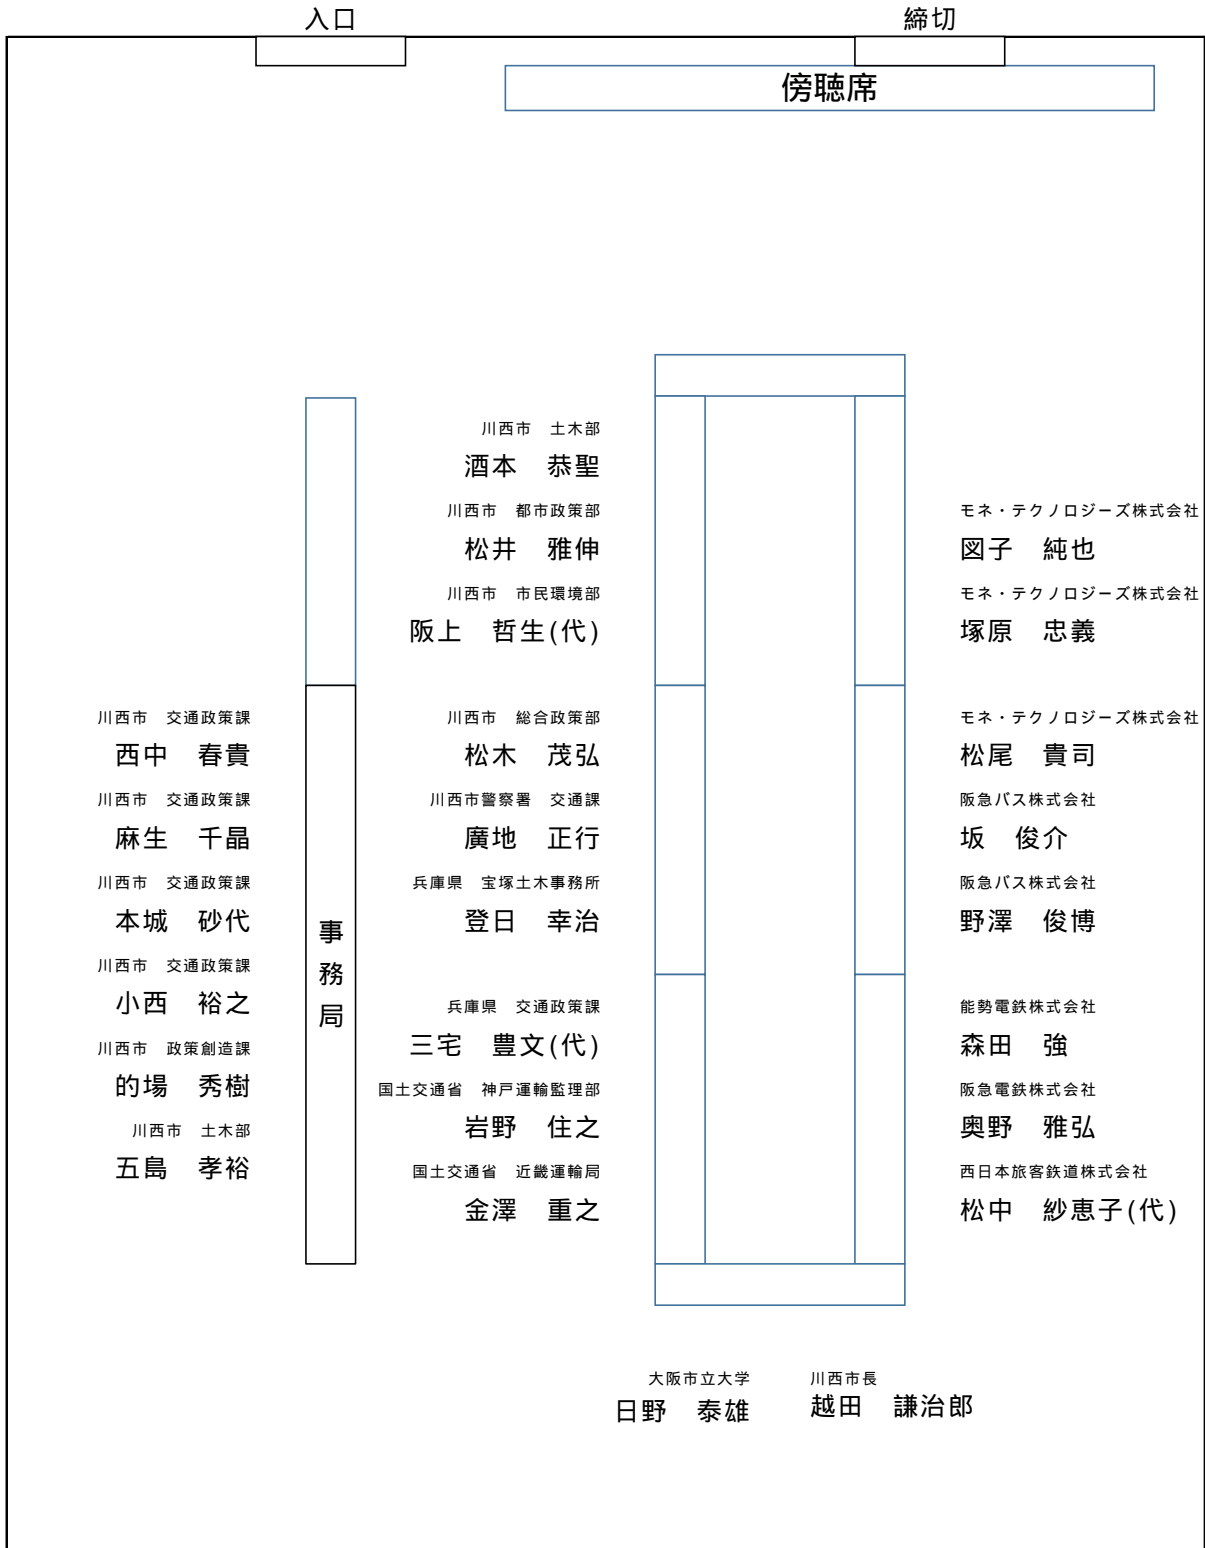 入口
締切
傍聴席
川西市　土木部
酒本　恭聖
川西市　都市政策部
松井　雅伸
川西市　市民環境部
阪上　哲生(代)
川西市　総合政策部
松木　茂弘
川西市警察署　交通課
廣地　正行
兵庫県　宝塚土木事務所
登日　幸治
兵庫県　交通政策課
三宅　豊文(代)
国土交通省　神戸運輸監理部
岩野　住之
国土交通省　近畿運輸局
金澤　重之
モネ・テクノロジーズ株式会社
図子　純也
モネ・テクノロジーズ株式会社
塚原　忠義
モネ・テクノロジーズ株式会社
松尾　貴司
阪急バス株式会社
坂　俊介
阪急バス株式会社
野澤　俊博
能勢電鉄株式会社
森田　強
阪急電鉄株式会社
奥野　雅弘
西日本旅客鉄道株式会社
松中　紗恵子(代)
川西市　交通政策課
西中　春貴
川西市　交通政策課
麻生　千晶
川西市　交通政策課
本城　砂代
川西市　交通政策課
小西　裕之
川西市　政策創造課
的場　秀樹
川西市　土木部
五島　孝裕
事務局
大阪市立大学
日野　泰雄
川西市長
越田　謙治郎